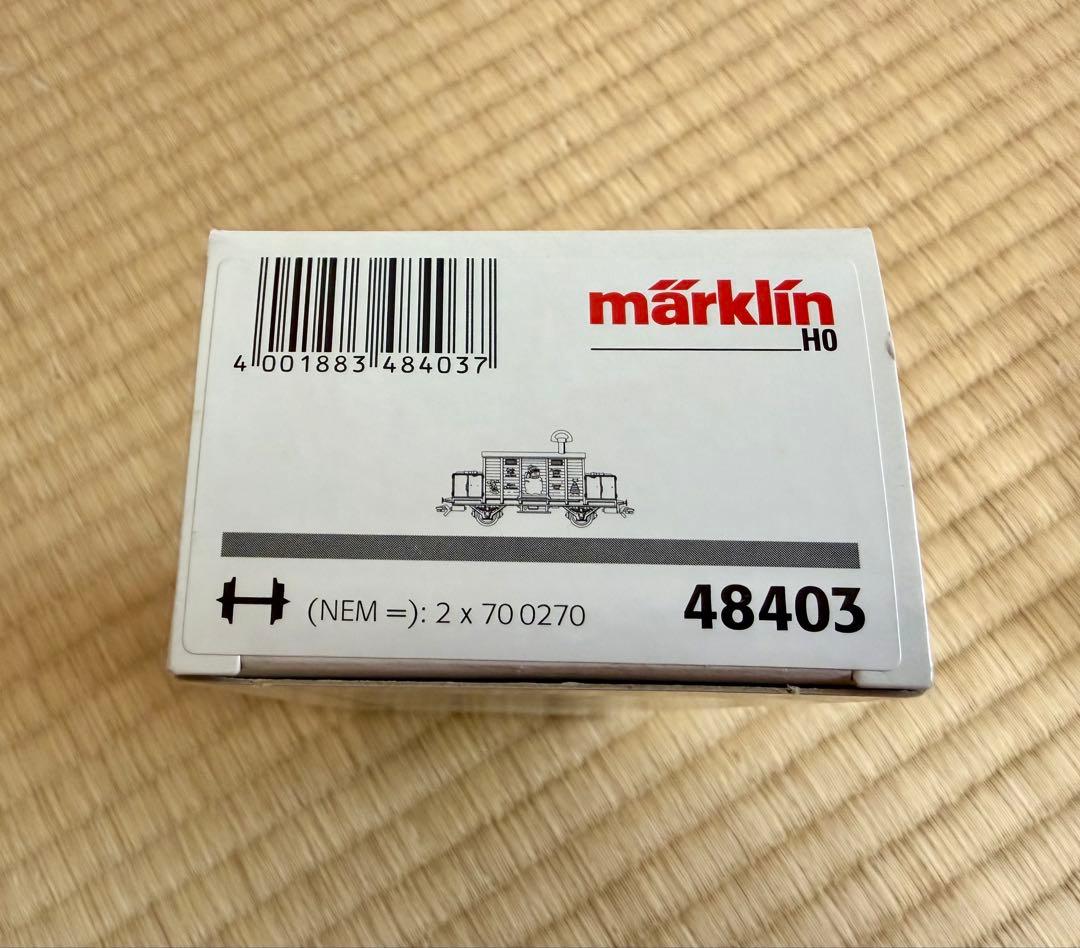 4 001883 484037
märklin
H0
(NEM =): 2 x 70 0270
48403